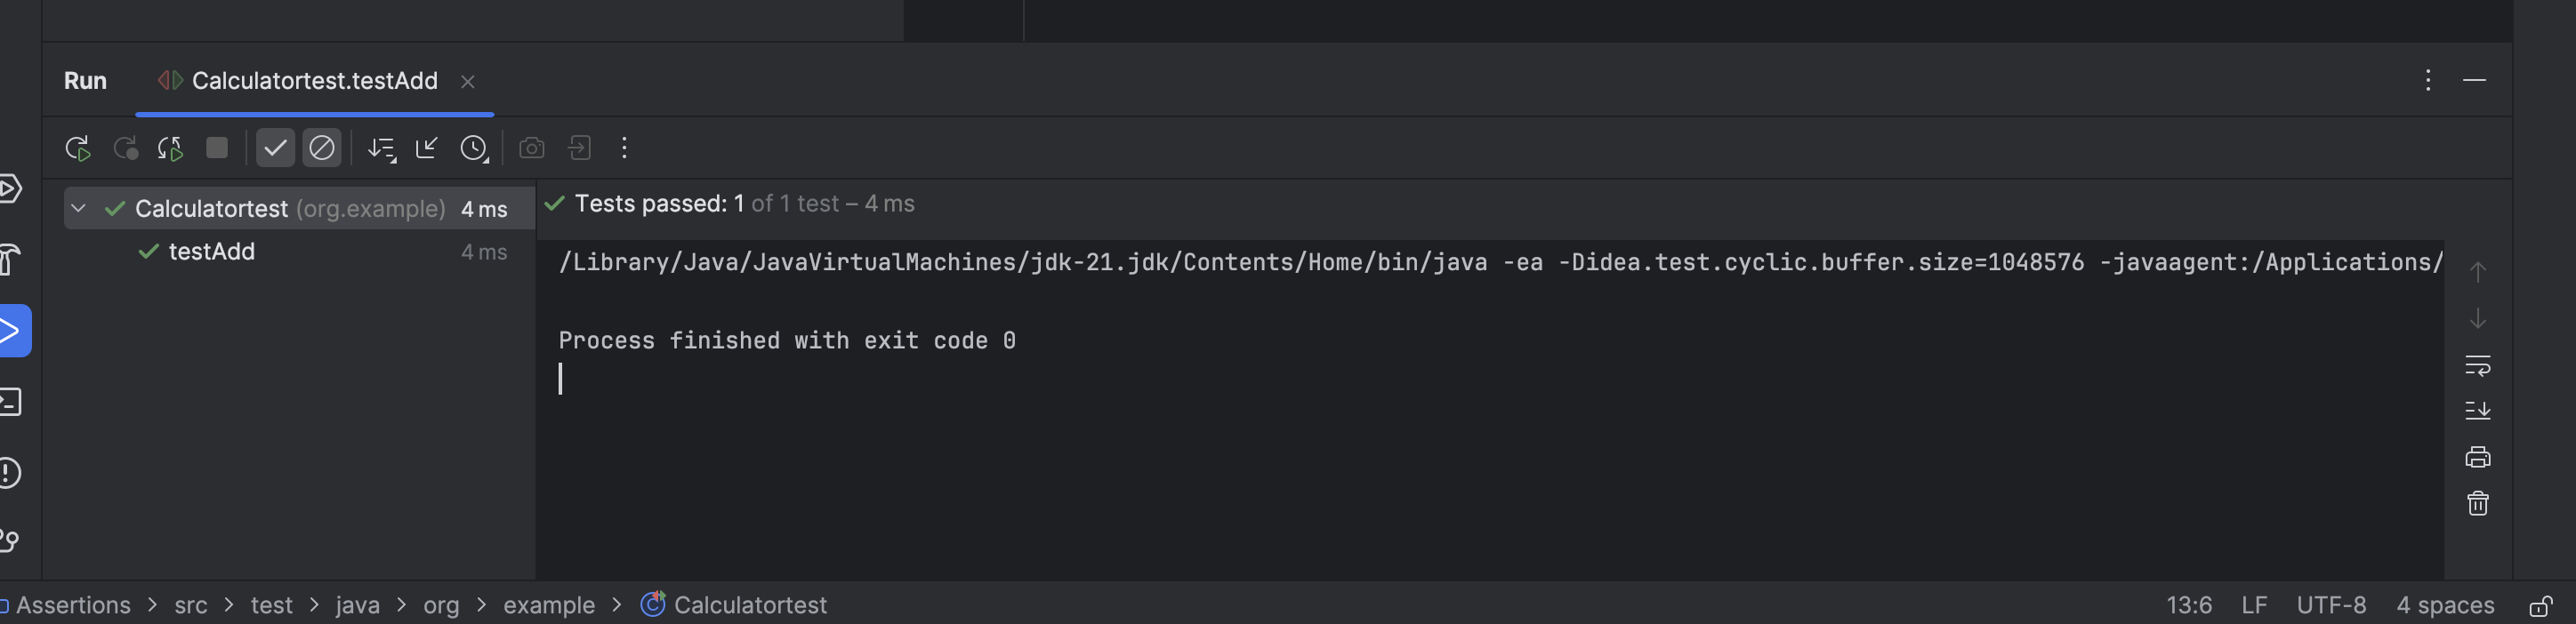 Run Calculatortest.testAdd
Calculatortest (org.example) 4 ms
testAdd 4 ms
Tests passed: 1 of 1 test – 4 ms
/Library/Java/JavaVirtualMachines/jdk-21.jdk/Contents/Home/bin/java -ea -Didea.test.cyclic.buffer.size=1048576 -javaagent:/Applications/
Process finished with exit code 0
Assertions > src > test > java > org > example > Calculatortest 13:6 LF UTF-8 4 spaces